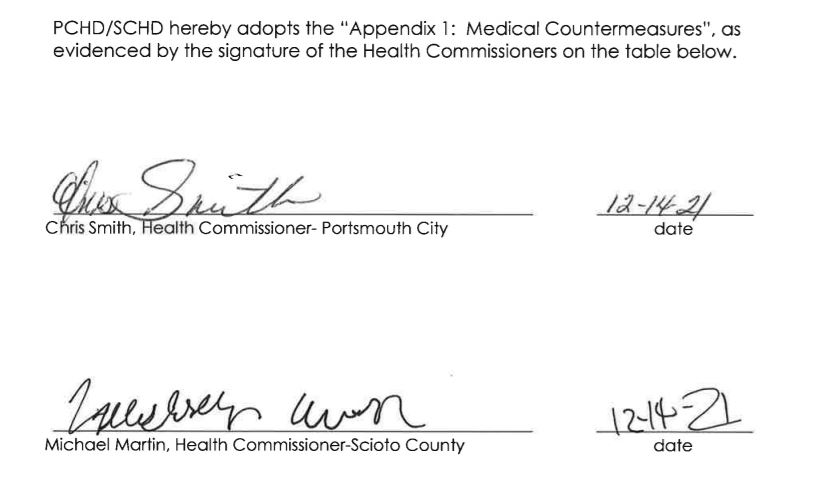 PCHD/SCHD hereby adopts the “Appendix 1:  Medical Countermeasures”, as
evidenced by the signature of the Health Commissioners on the table below.
Chris Smith 12-14-21
Chris Smith, Health Commissioner- Portsmouth City date
12-14-21
Michael Martin, Health Commissioner-Scioto County date